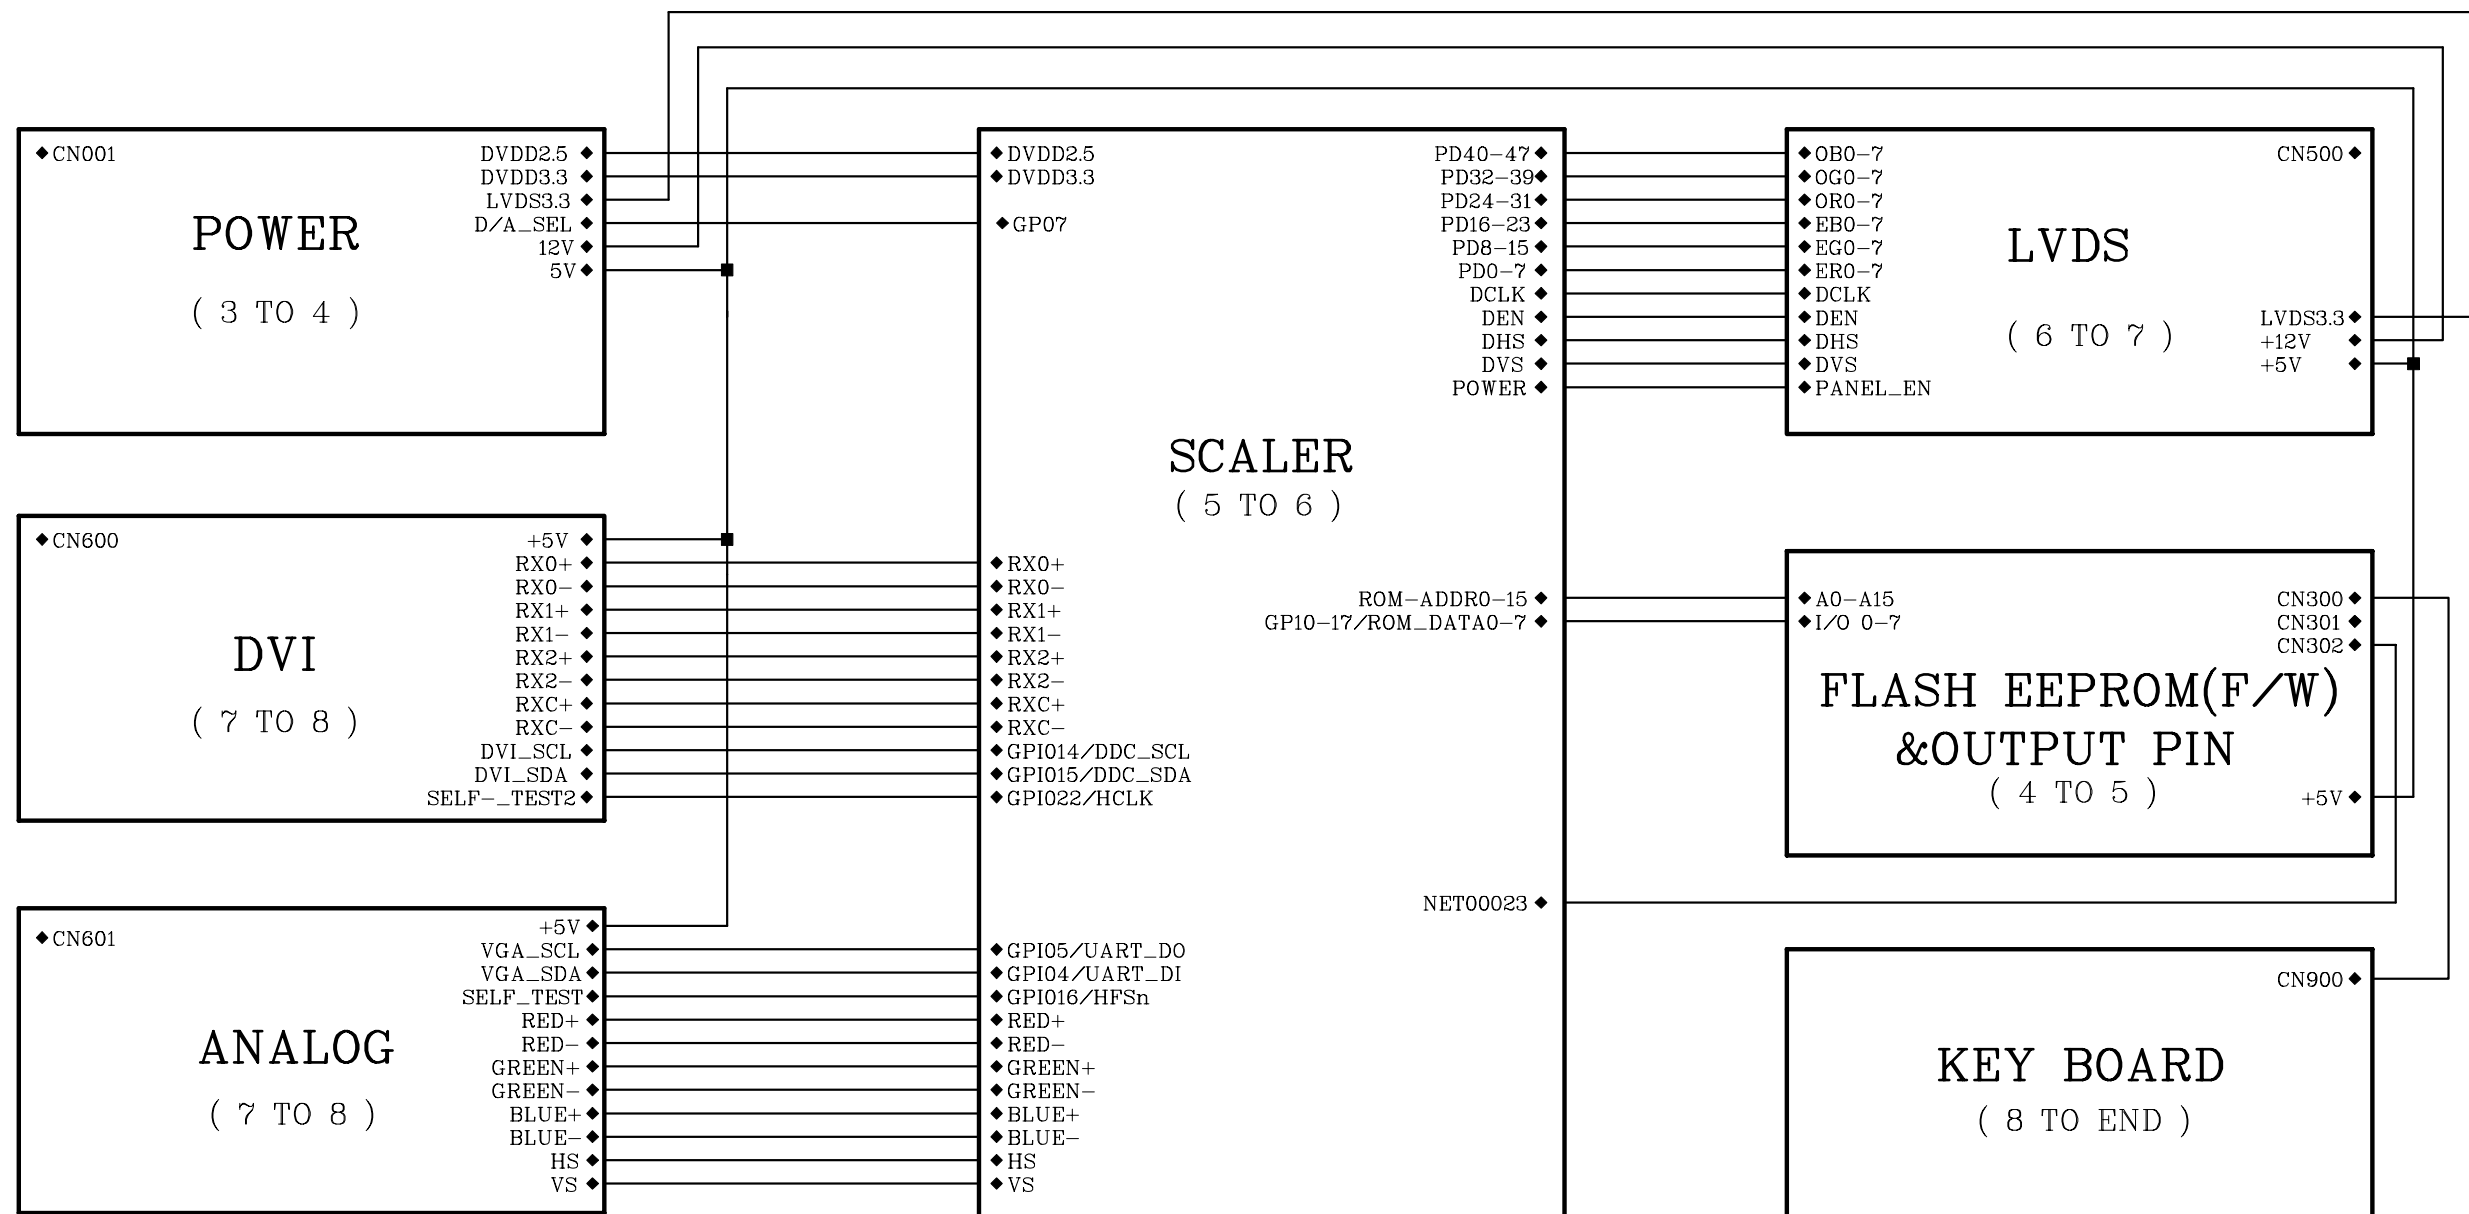 CN001
DVDD2.5
DVDD3.3
LVDS3.3
D/A_SEL
12V
5V
POWER
( 3 TO 4 )
CN600
+5V
RX0+
RX0-
RX1+
RX1-
RX2+
RX2-
RXC+
RXC-
DVI_SCL
DVI_SDA
SELF-_TEST2
DVI
( 7 TO 8 )
CN601
+5V
VGA_SCL
VGA_SDA
SELF_TEST
RED+
RED-
GREEN+
GREEN-
BLUE+
BLUE-
HS
VS
ANALOG
( 7 TO 8 )
DVDD2.5
DVDD3.3
GP07
RX0+
RX0-
RX1+
RX1-
RX2+
RX2-
RXC+
RXC-
GPI014/DDC_SCL
GPI015/DDC_SDA
GPI022/HCLK
GPI05/UART_DO
GPI04/UART_DI
GPI016/HFSn
RED+
RED-
GREEN+
GREEN-
BLUE+
BLUE-
HS
VS
SCALER
( 5 TO 6 )
PD40-47
PD32-39
PD24-31
PD16-23
PD8-15
PD0-7
DCLK
DEN
DHS
DVS
POWER
ROM-ADDR0-15
GP10-17/ROM_DATA0-7
NET00023
OB0-7
OG0-7
OR0-7
EB0-7
EG0-7
ER0-7
DCLK
DEN
DHS
DVS
PANEL_EN
LVDS
( 6 TO 7 )
CN500
LVDS3.3
+12V
+5V
A0-A15
I/O 0-7
CN300
CN301
CN302
FLASH EEPROM(F/W)
&OUTPUT PIN
( 4 TO 5 )
+5V
CN900
KEY BOARD
( 8 TO END )